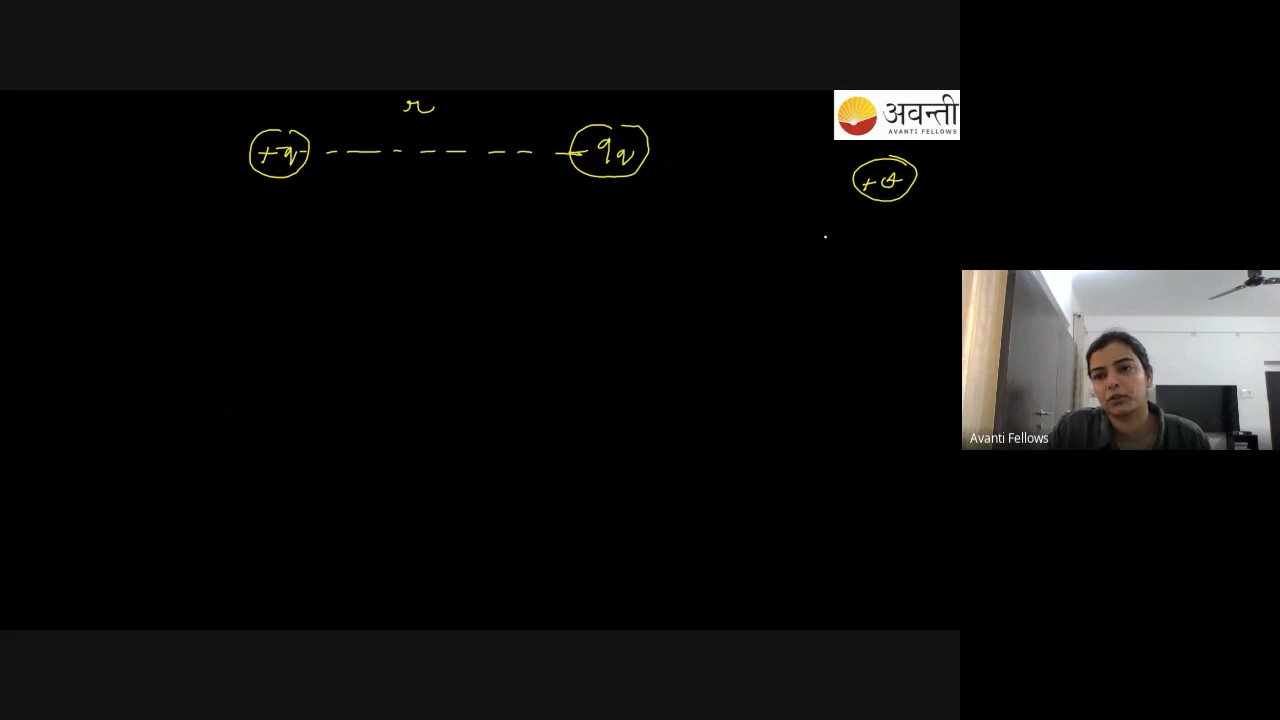 r
+q
-9q
अवन्ती
AVANTI FELLOWS
+Q
Avanti Fellows